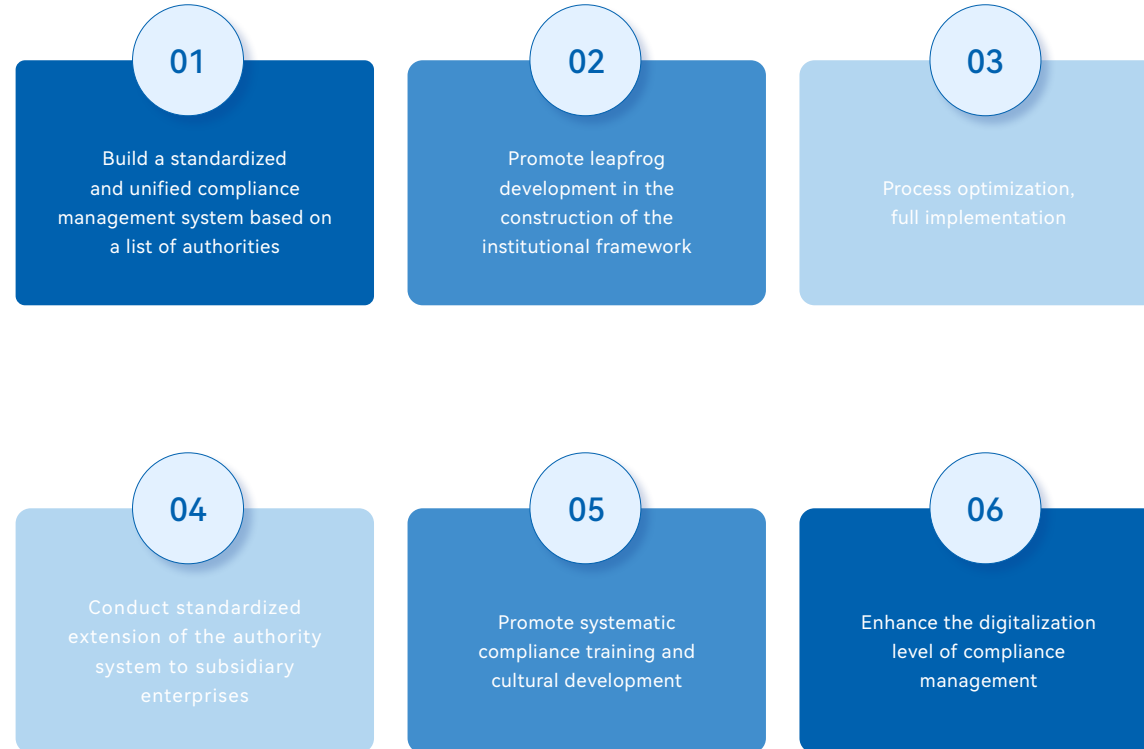 01
Build a standardized
and unified compliance
management system based on
a list of authorities
02
Promote leapfrog
development in the
construction of the
institutional framework
03
Process optimization,
full implementation
04
Conduct standardized
extension of the authority
system to subsidiary
enterprises
05
Promote systematic
compliance training and
cultural development
06
Enhance the digitalization
level of compliance
management